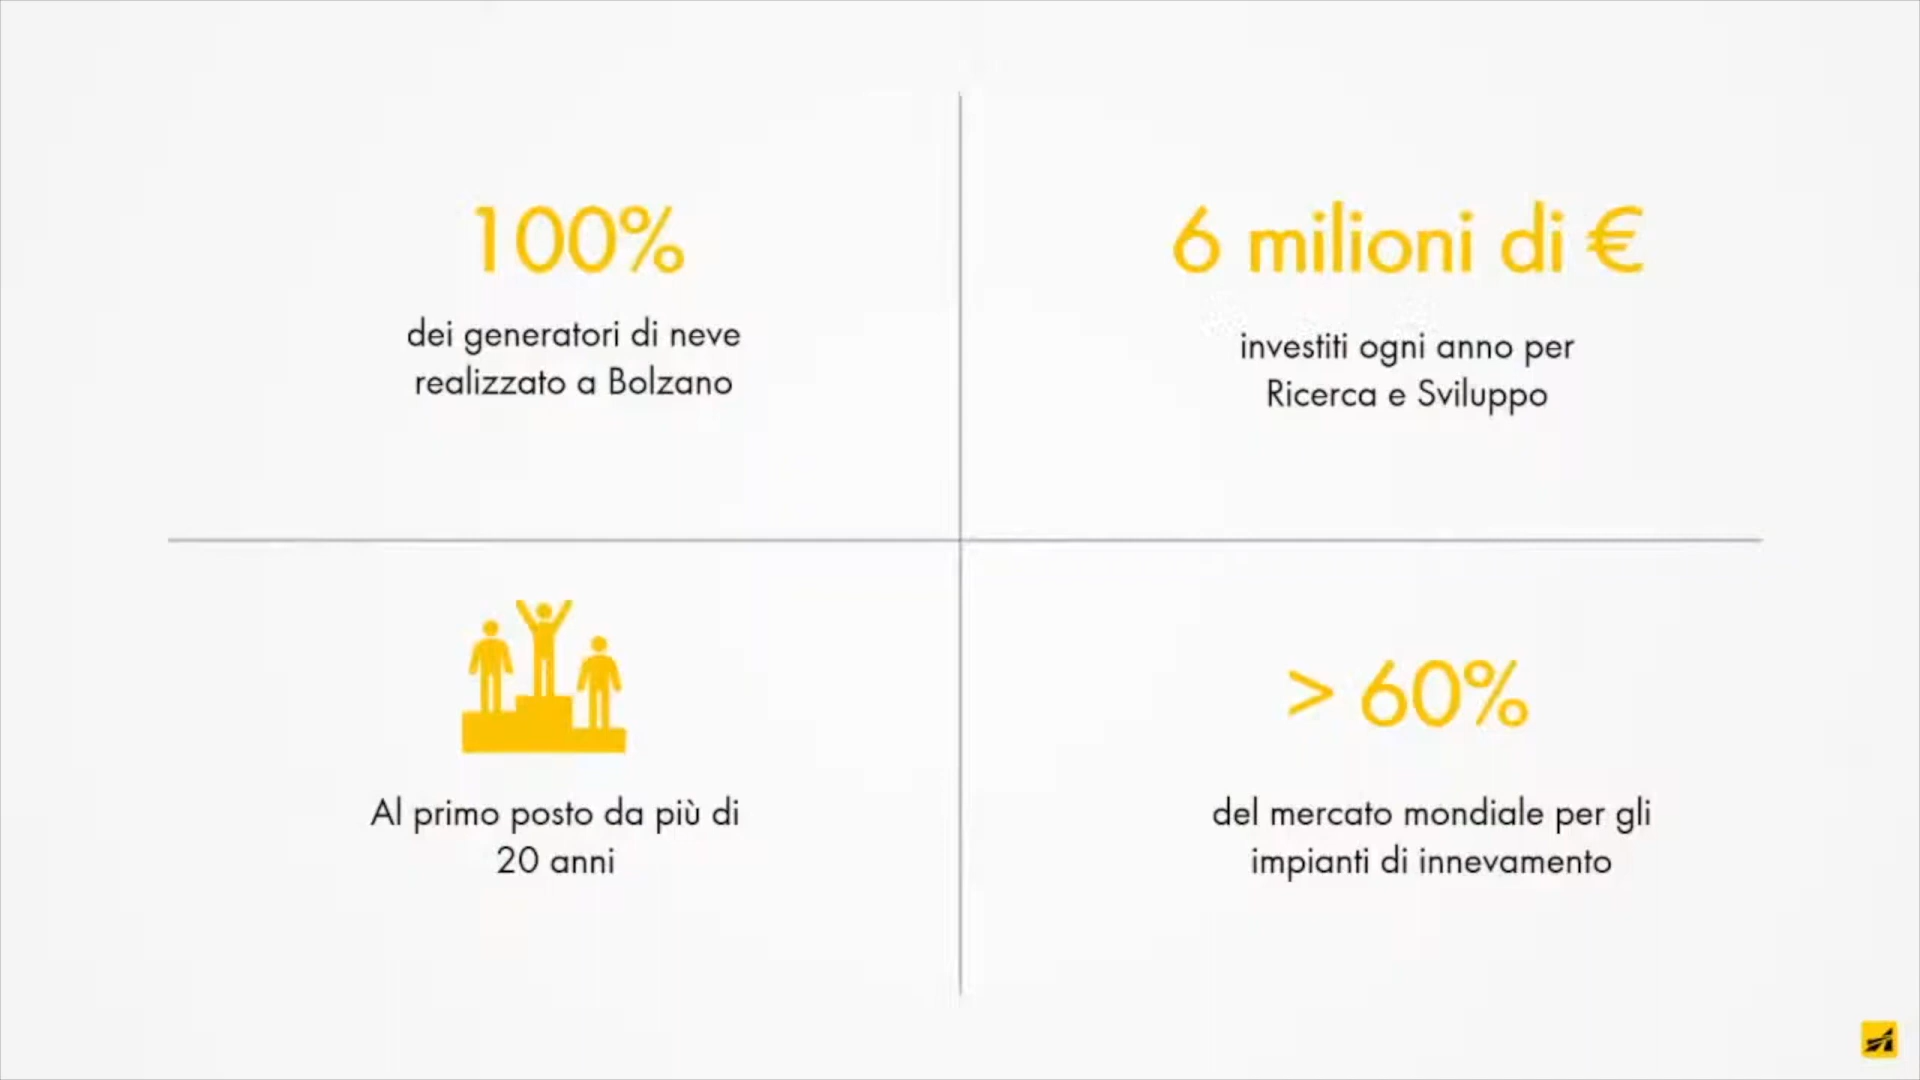 100%
dei generatori di neve
realizzato a Bolzano
6 milioni di €
investiti ogni anno per
Ricerca e Sviluppo
Al primo posto da più di
20 anni
> 60%
del mercato mondiale per gli
impianti di innevamento